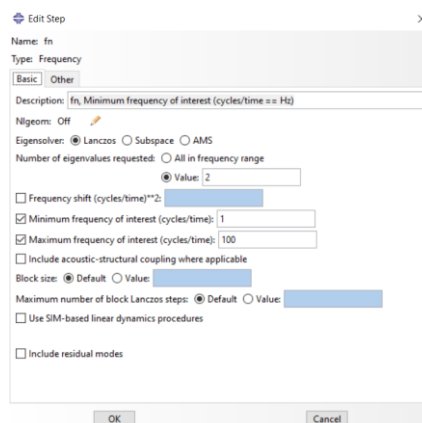 Edit Step
Name: fn
Type: Frequency
Basic Other
Description: fn, Minimum frequency of interest (cycles/time == Hz)
Nlgeom: Off
Eigensolver: Lanczos Subspace AMS
Number of eigenvalues requested: All in frequency range
Value: 2
Frequency shift (cycles/time)**2:
Minimum frequency of interest (cycles/time): 1
Maximum frequency of interest (cycles/time): 100
Include acoustic-structural coupling where applicable
Block size: Default Value:
Maximum number of block Lanczos steps: Default Value:
Use SIM-based linear dynamics procedures
Include residual modes
OK Cancel